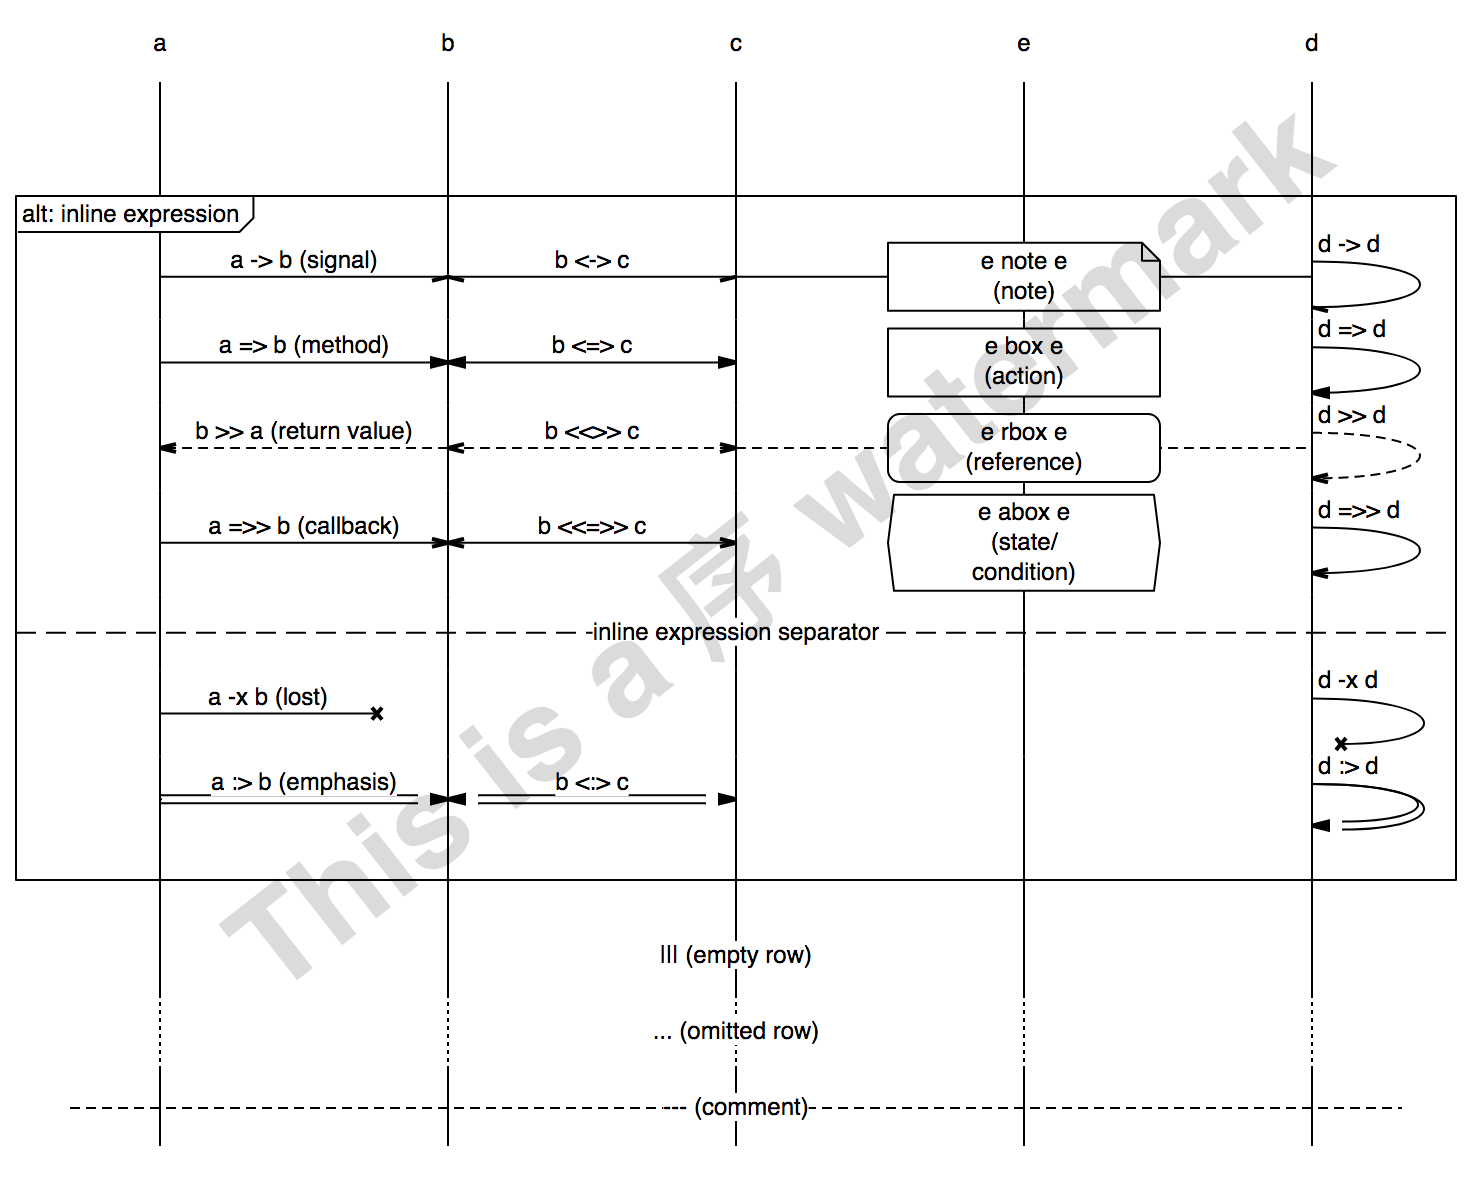 a b c e d
alt: inline expression
a -> b (signal) b <-> c e note e d -> d
(note)
a => b (method) b <=> c e box e d => d
(action)
b >> a (return value) b <<>> c e rbox e d >> d
(reference)
a =>> b (callback) b <<=>> c e abox e d =>> d
(state/
condition)
inline expression separator
a -x b (lost) d -x d
a :> b (emphasis) b <:> c d :> d
||| (empty row)
... (omitted row)
--- (comment)
This is a 序 watermark